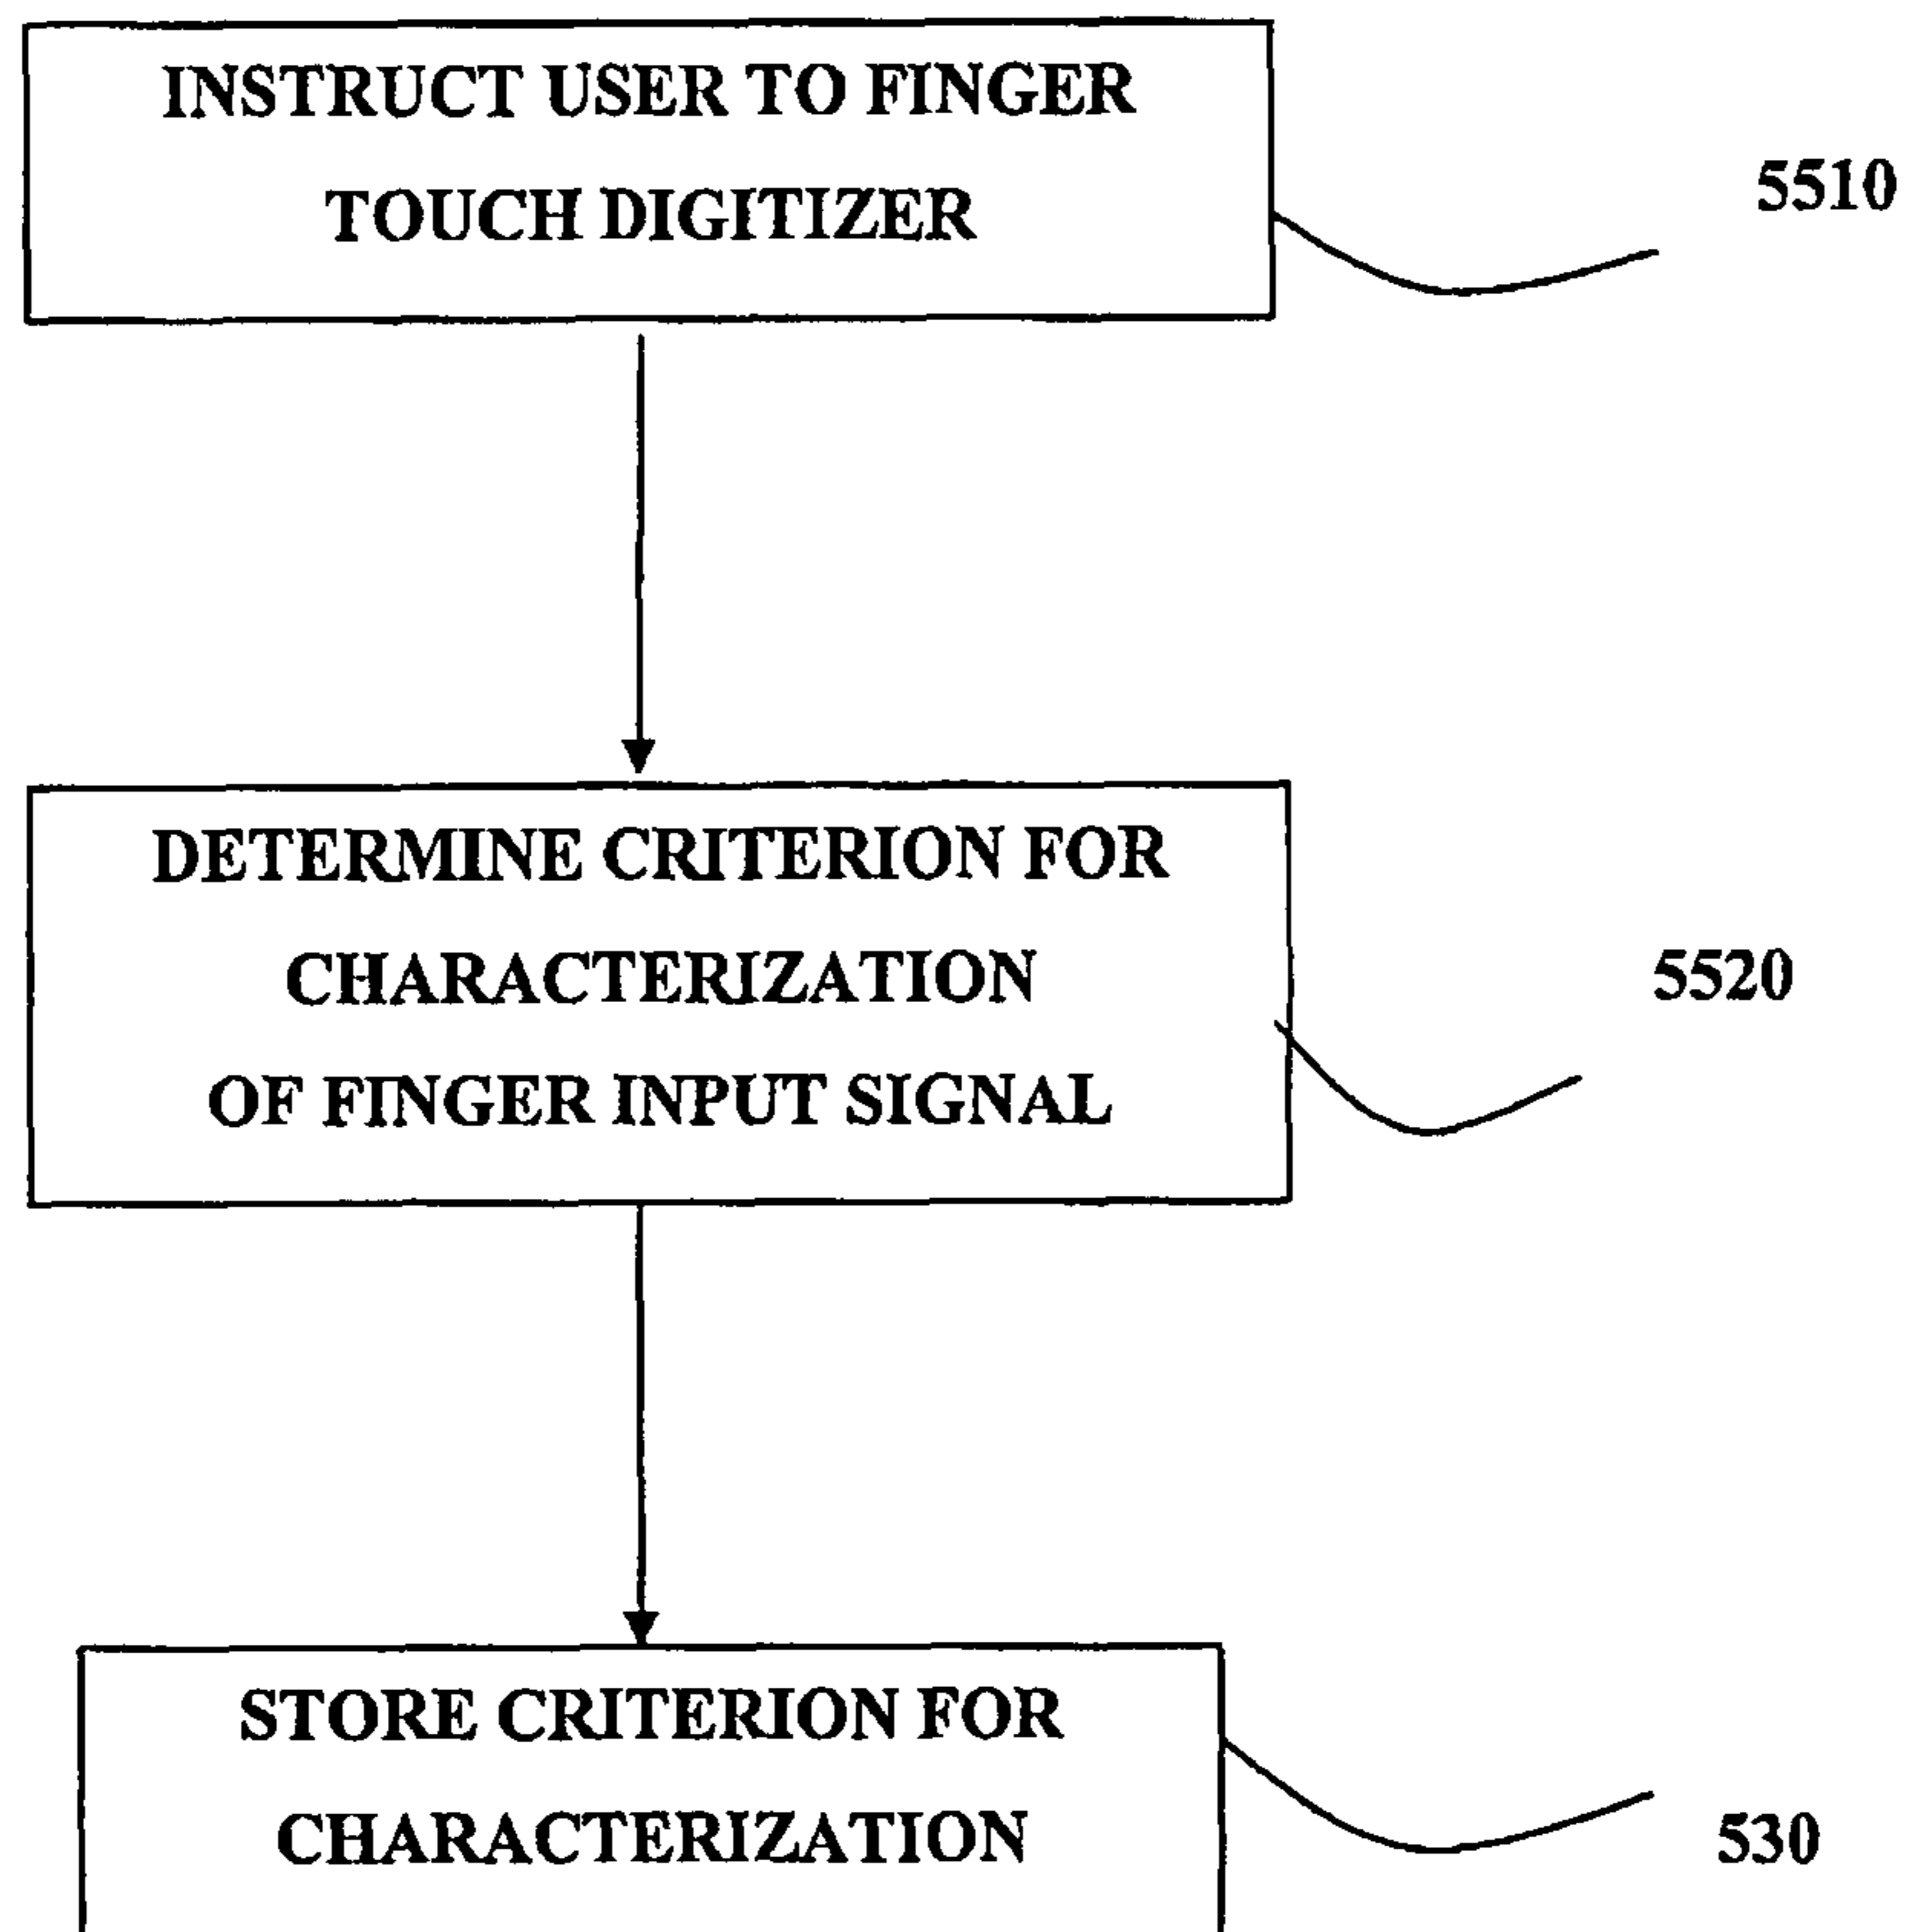 INSTRUCT USER TO FINGER
TOUCH DIGITIZER
5510
DETERMINE CRITERION FOR
CHARACTERIZATION
OF FINGER INPUT SIGNAL
5520
STORE CRITERION FOR
CHARACTERIZATION
530